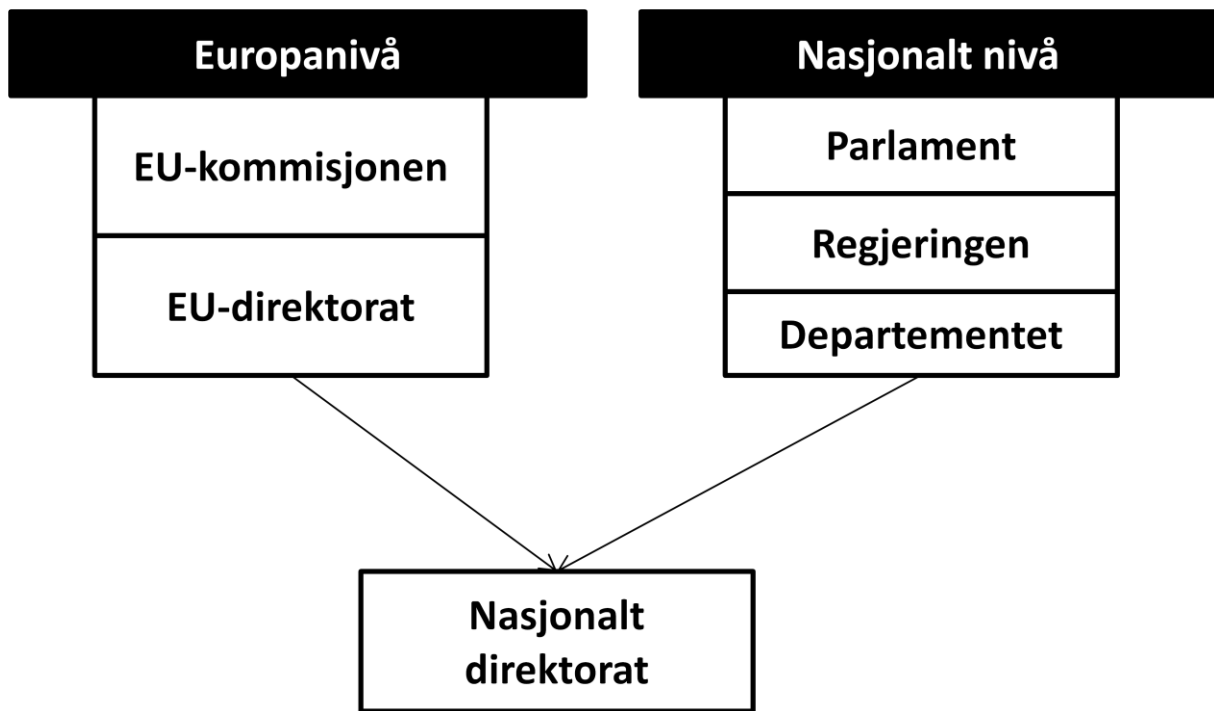 Europanivå
EU-kommisjonen
EU-direktorat
Nasjonalt nivå
Parlament
Regjeringen
Departementet
Nasjonalt
direktorat